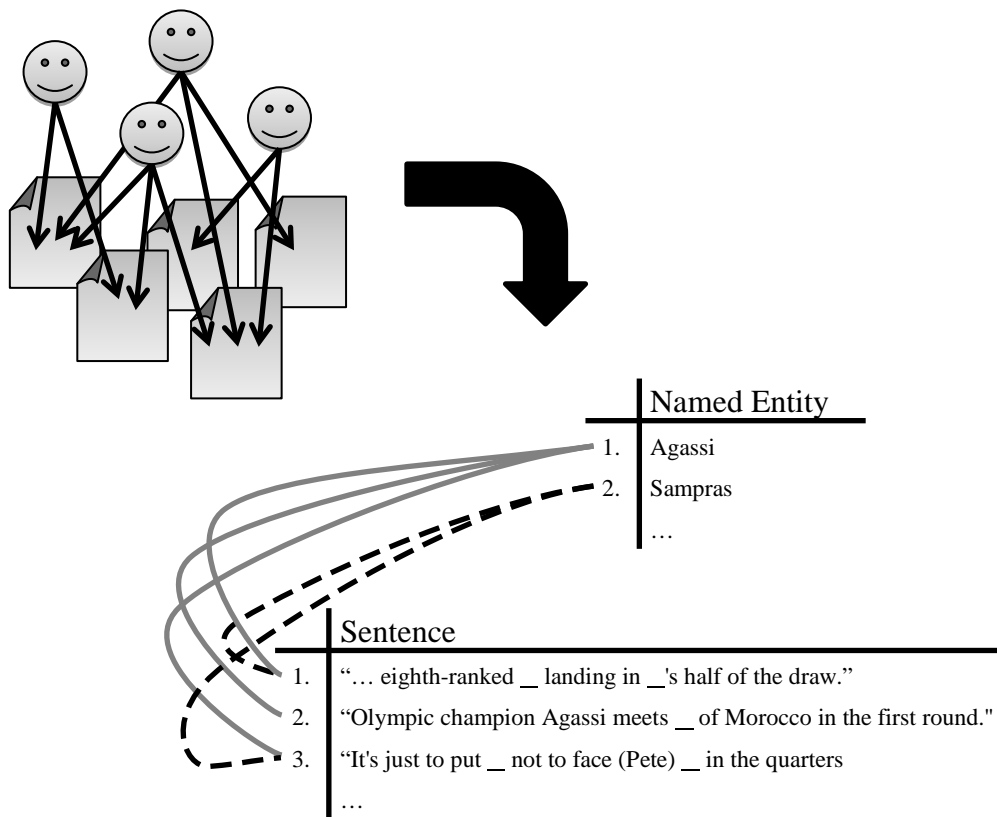 Named Entity
1. Agassi
2. Sampras
…
Sentence
1. “… eighth-ranked _ landing in _'s half of the draw.”
2. “Olympic champion Agassi meets _ of Morocco in the first round."
3. “It's just to put _ not to face (Pete) _ in the quarters
…